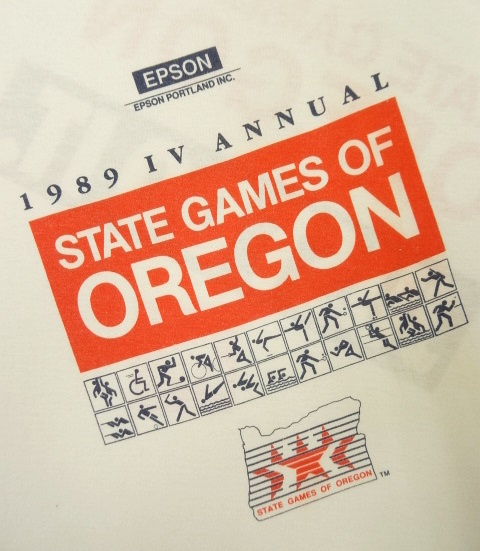 EPSON
EPSON PORTLAND INC.
1989 IV ANNUAL
STATE GAMES OF
OREGON
STATE GAMES OF OREGON
TM